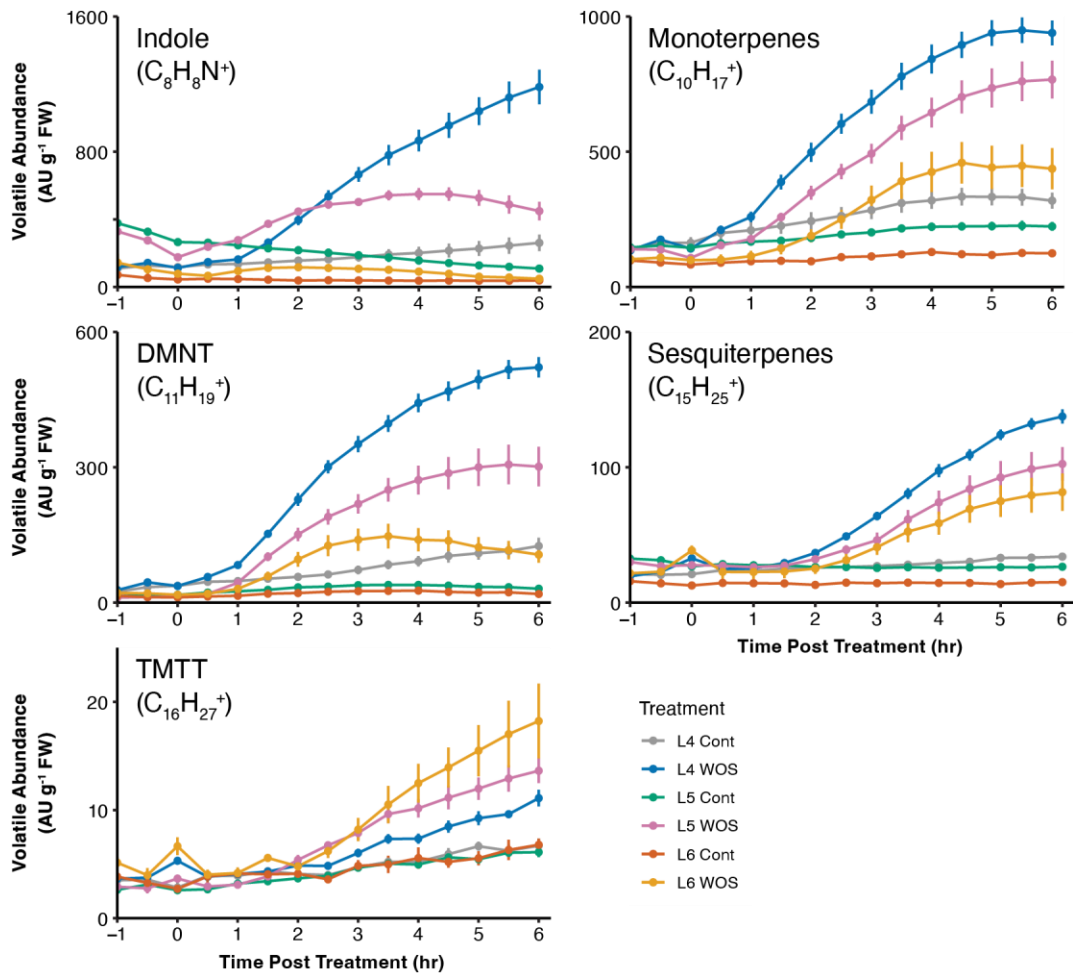 Indole
(C₈H₈N⁺)
Volatile Abundance
(AU g⁻¹ FW)
1600
800
0
−1 0 1 2 3 4 5 6
Monoterpenes
(C₁₀H₁₇⁺)
1000
500
0
−1 0 1 2 3 4 5 6
DMNT
(C₁₁H₁₉⁺)
Volatile Abundance
(AU g⁻¹ FW)
600
300
0
−1 0 1 2 3 4 5 6
Sesquiterpenes
(C₁₅H₂₅⁺)
200
100
0
−1 0 1 2 3 4 5 6
Time Post Treatment (hr)
TMTT
(C₁₆H₂₇⁺)
Volatile Abundance
(AU g⁻¹ FW)
20
10
0
−1 0 1 2 3 4 5 6
Time Post Treatment (hr)
Treatment
L4 Cont
L4 WOS
L5 Cont
L5 WOS
L6 Cont
L6 WOS